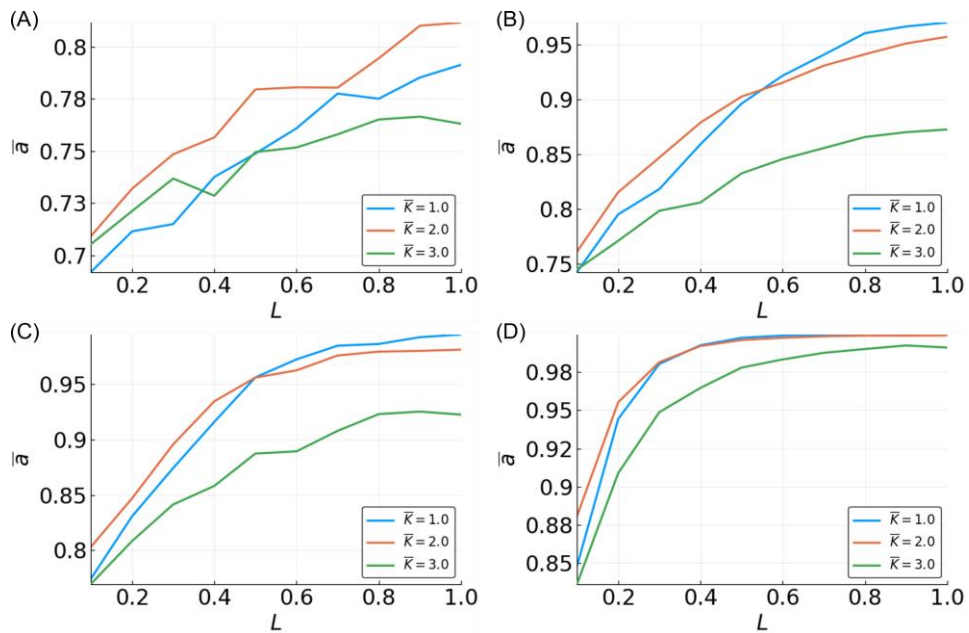 (A)
0.8
0.78
0.75
0.73
0.7
a̅
0.2 0.4 0.6 0.8 1.0
L
K̅ = 1.0
K̅ = 2.0
K̅ = 3.0
(B)
0.95
0.9
0.85
0.8
0.75
a̅
0.2 0.4 0.6 0.8 1.0
L
K̅ = 1.0
K̅ = 2.0
K̅ = 3.0
(C)
0.95
0.9
0.85
0.8
a̅
0.2 0.4 0.6 0.8 1.0
L
K̅ = 1.0
K̅ = 2.0
K̅ = 3.0
(D)
0.98
0.95
0.92
0.9
0.88
0.85
a̅
0.2 0.4 0.6 0.8 1.0
L
K̅ = 1.0
K̅ = 2.0
K̅ = 3.0